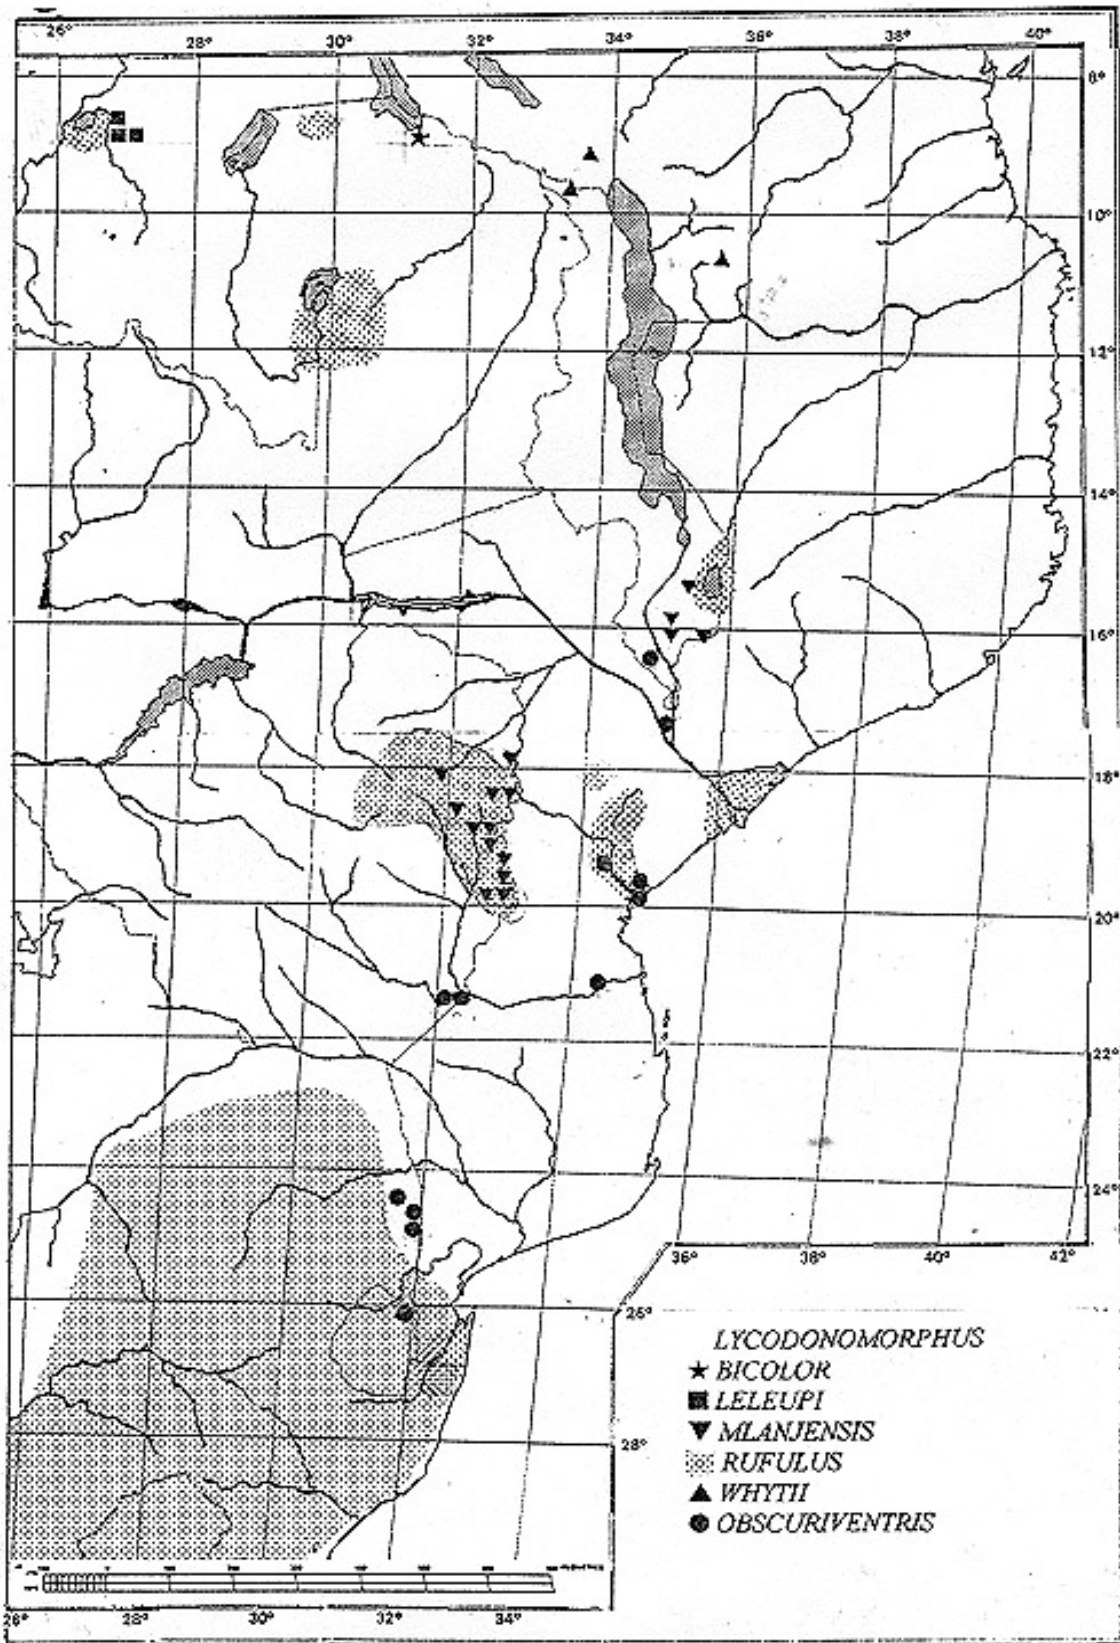 26° 28° 30° 32° 34° 36° 38° 40°
8°
10°
12°
14°
16°
18°
20°
22°
24°
36° 38° 40° 42°
26°
LYCODONOMORPHUS
★ BICOLOR
■ LELEUPI
▼ MLANJENSIS
RUFULUS
28°
▲ WHYTII
● OBSCURIVENTRIS
26° 28° 30° 32° 34°